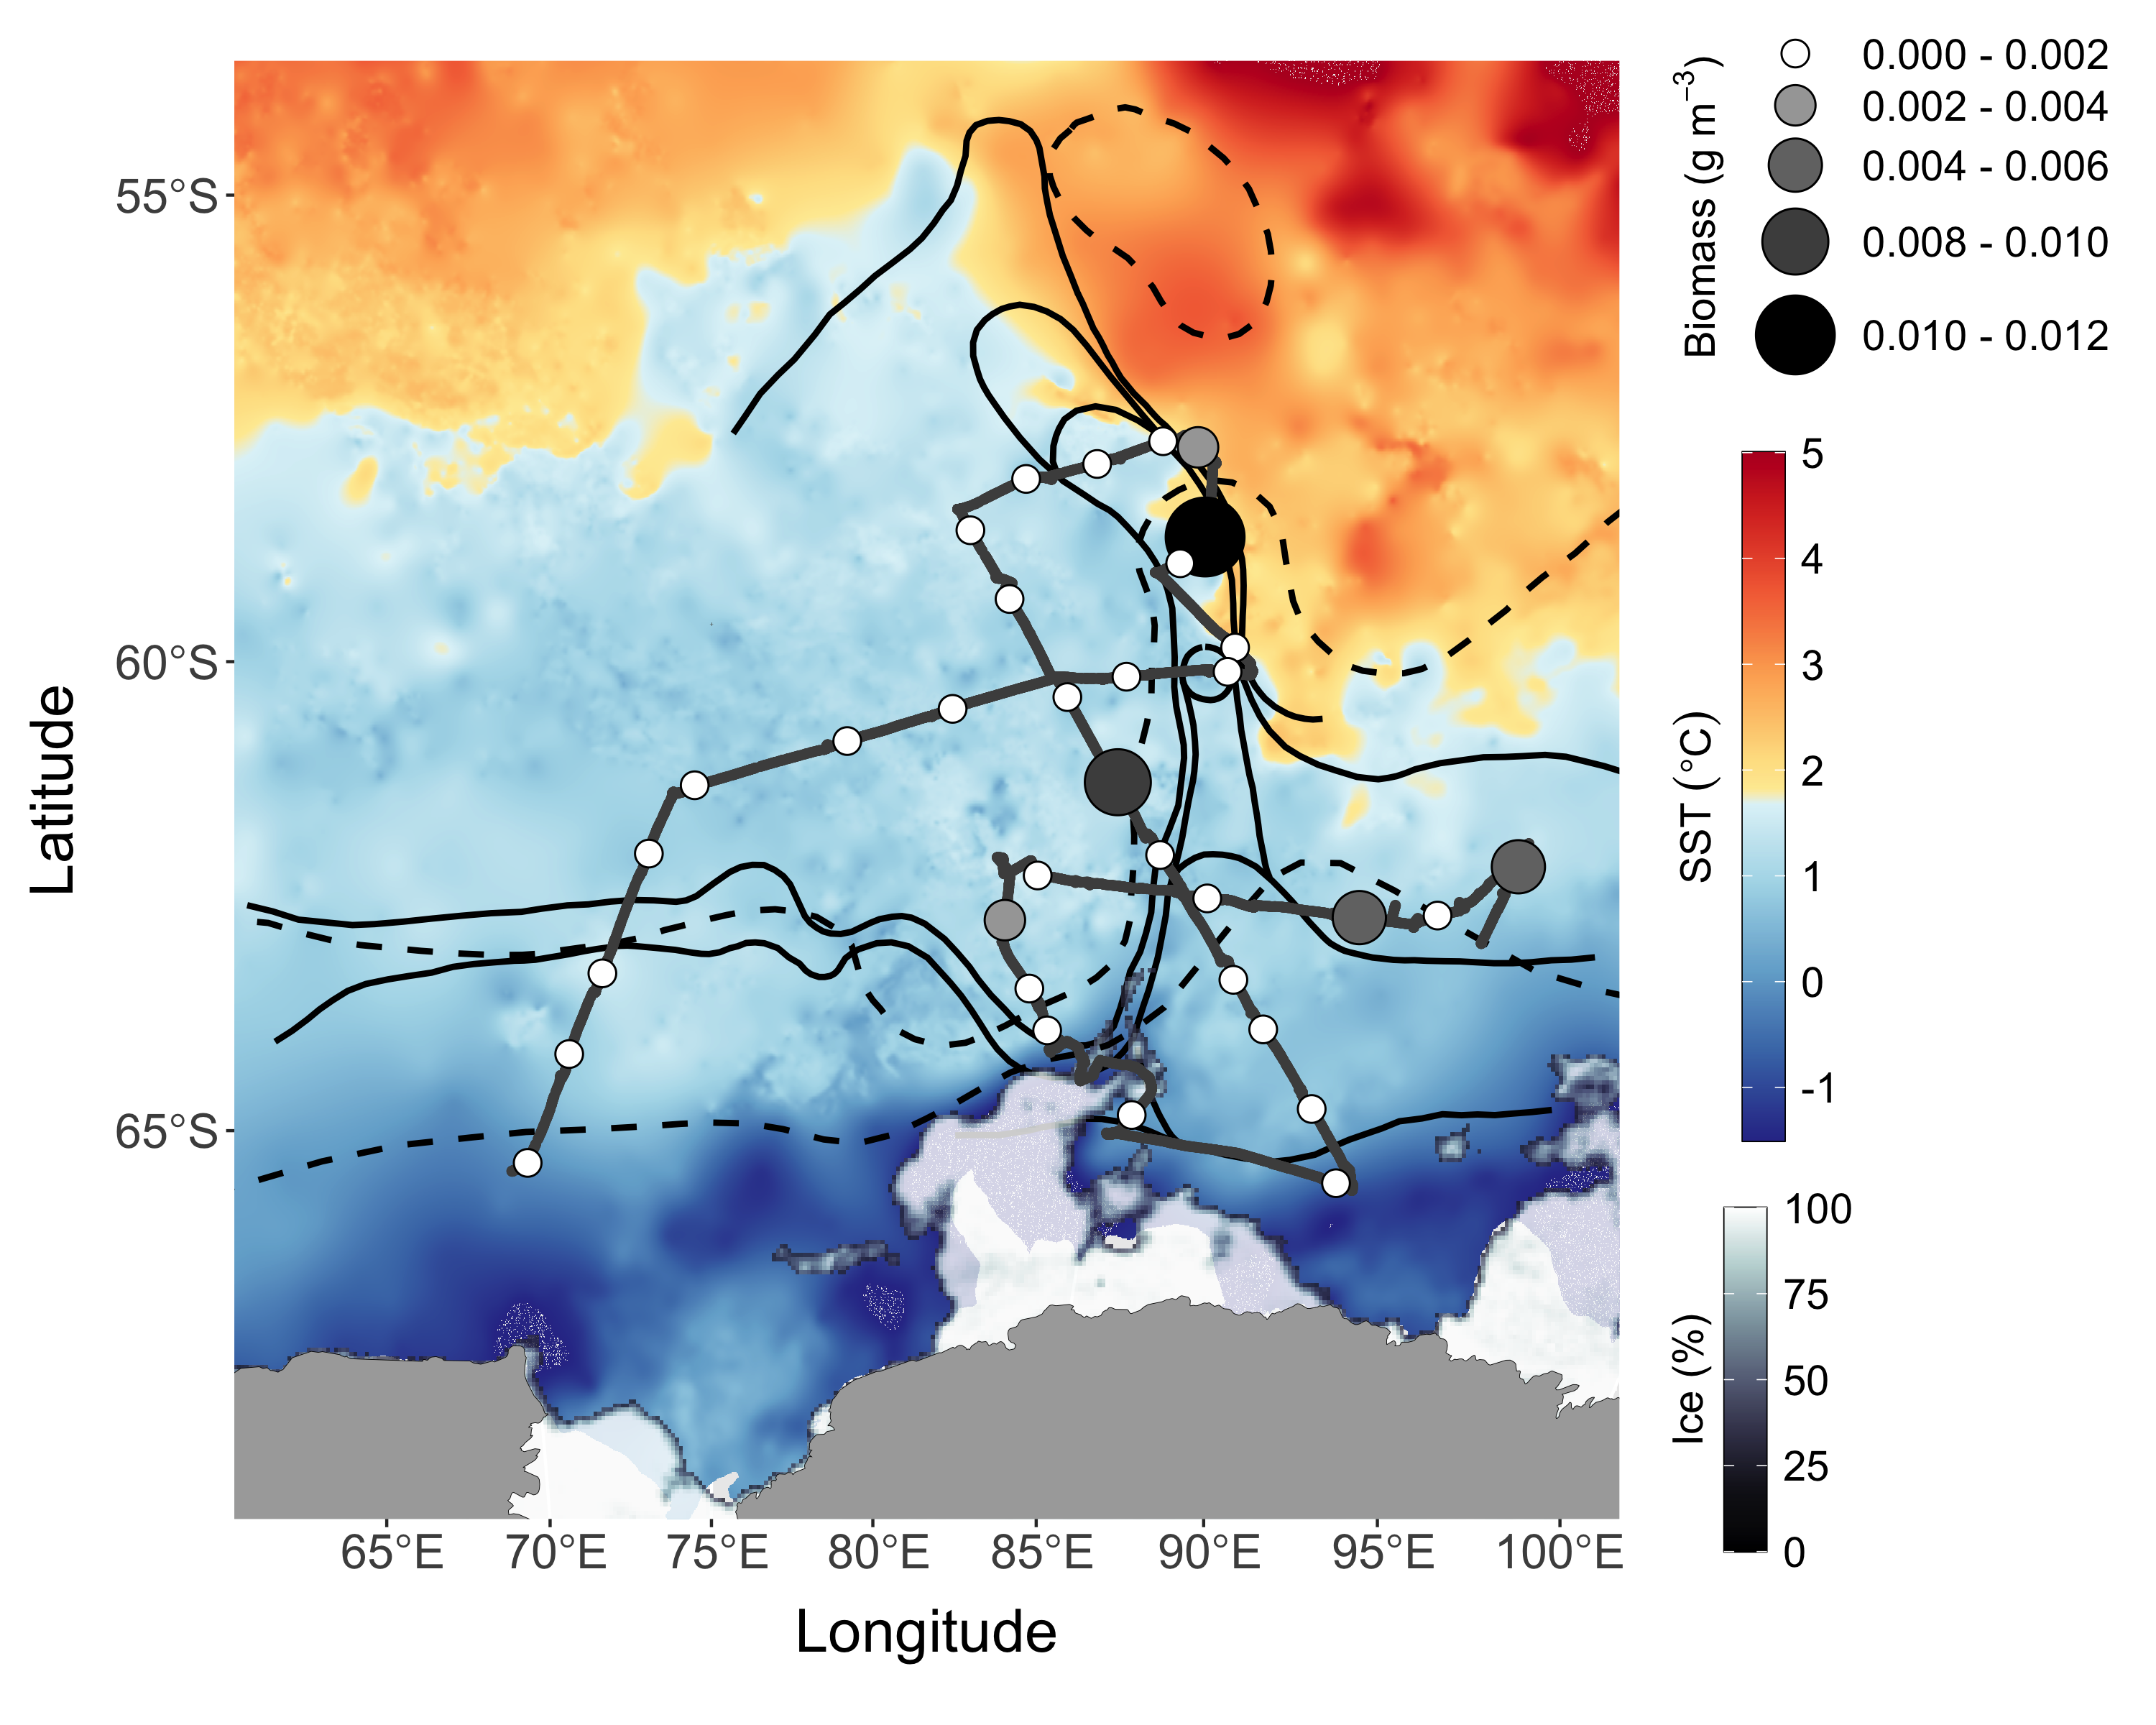 Latitude
55°S
60°S
65°S
65°E 70°E 75°E 80°E 85°E 90°E 95°E 100°E
Longitude
Biomass (g m⁻³)
0.000 - 0.002
0.002 - 0.004
0.004 - 0.006
0.008 - 0.010
0.010 - 0.012
SST (°C)
5
4
3
2
1
0
-1
Ice (%)
100
75
50
25
0